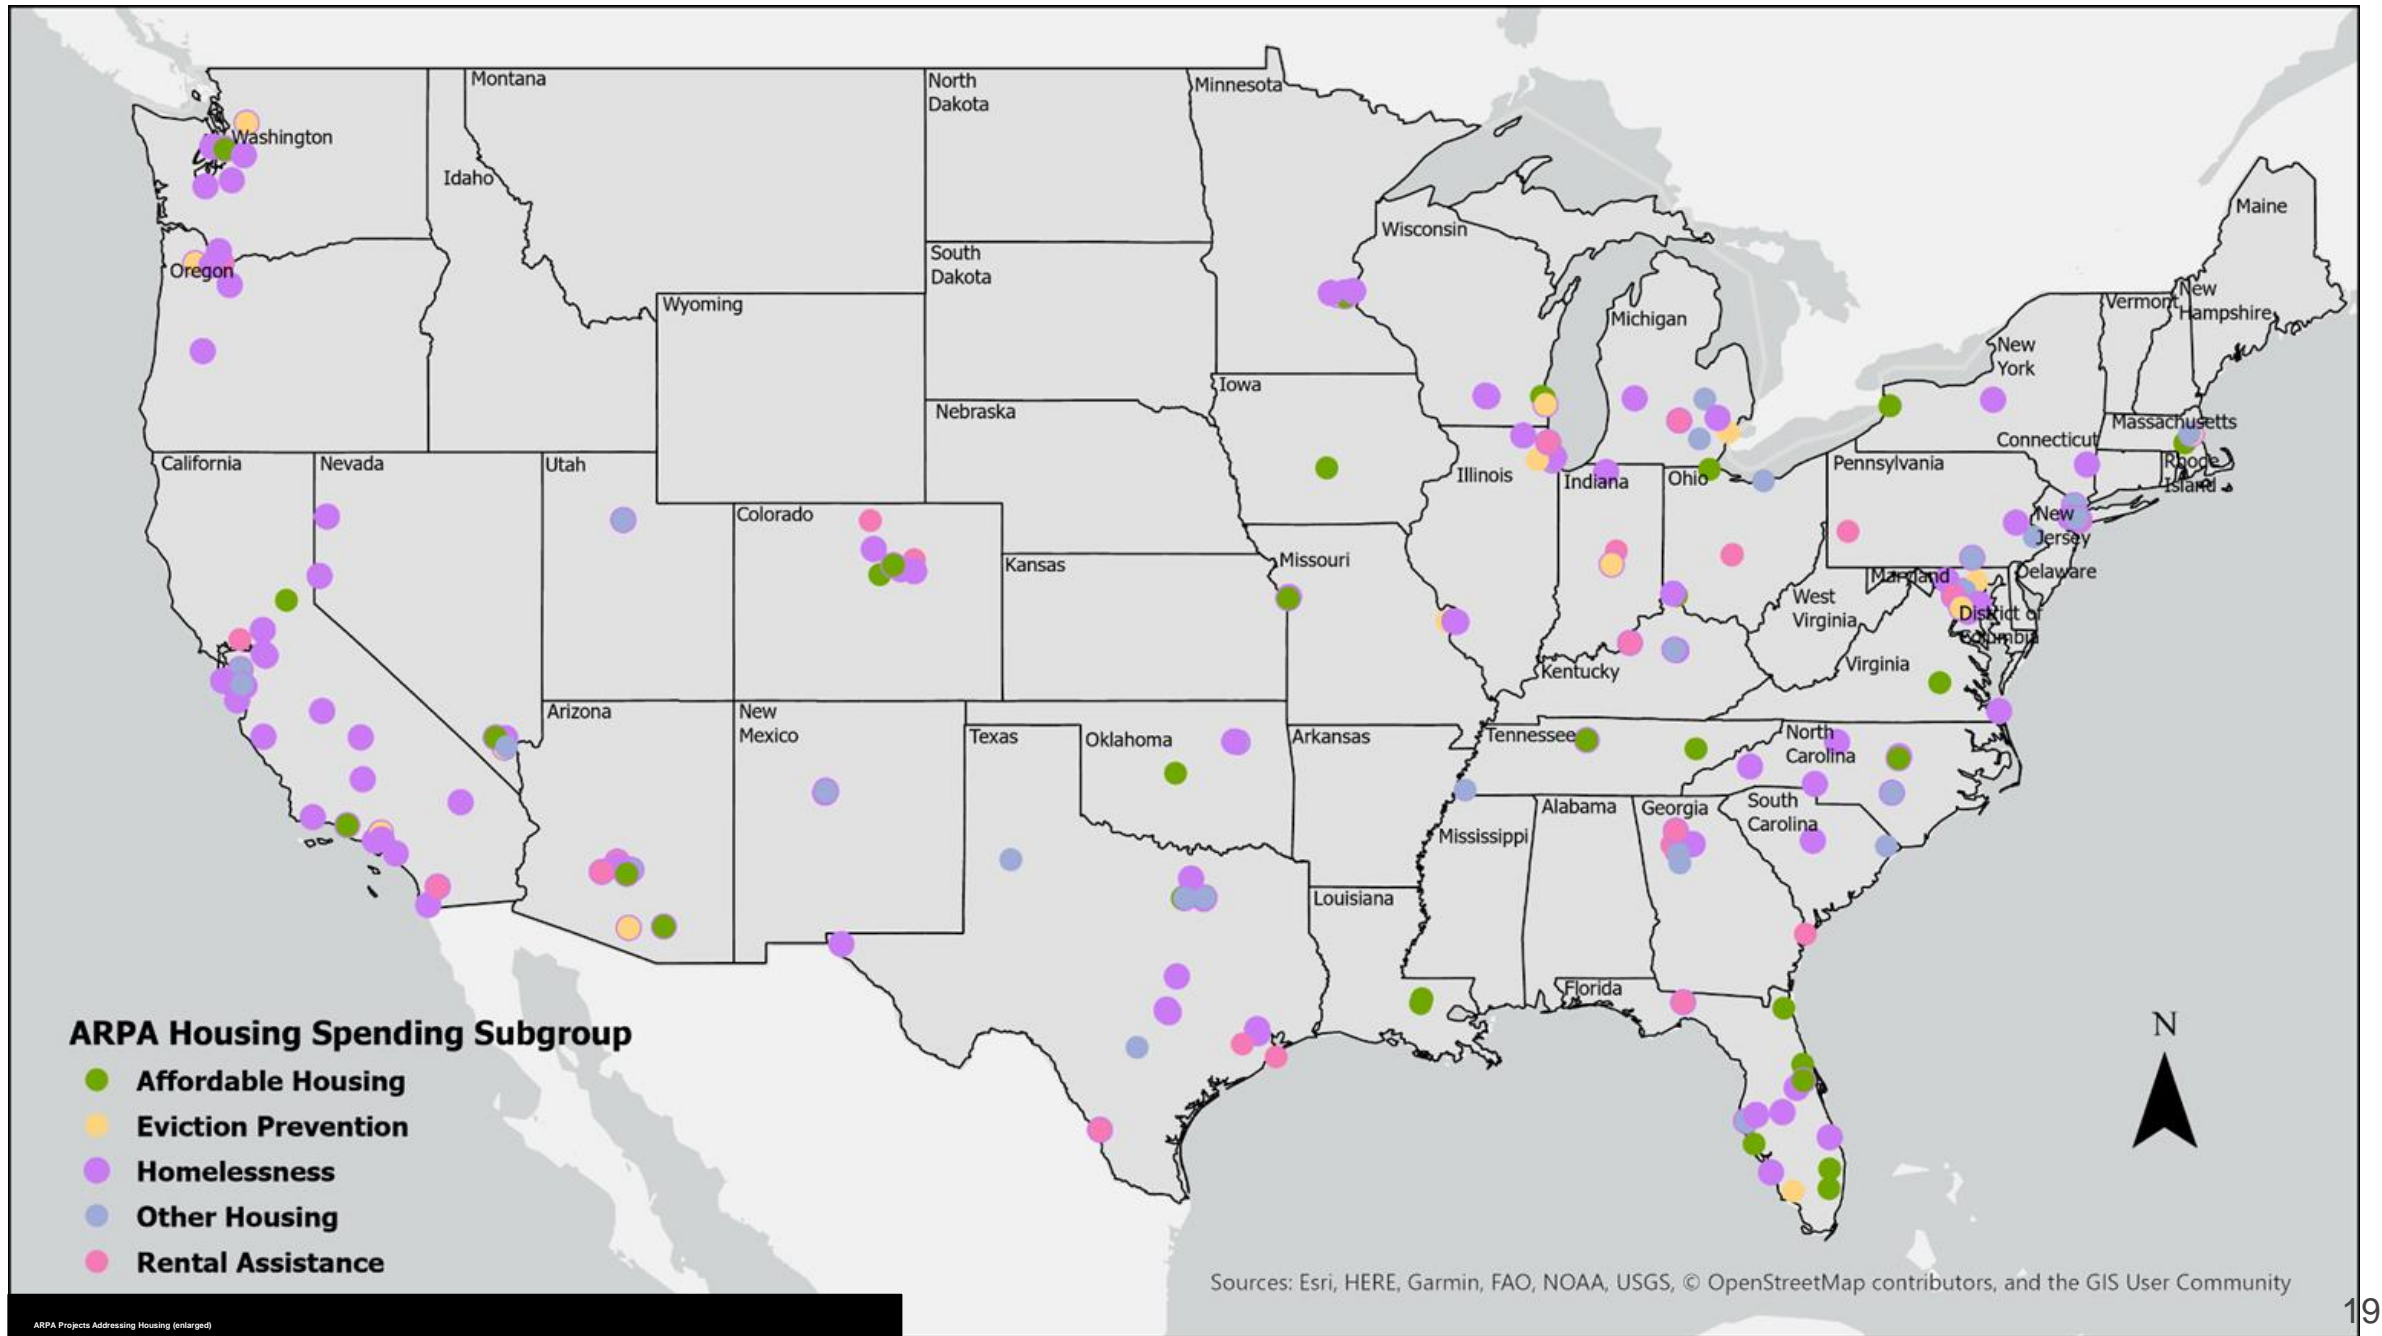 Montana
North
Dakota
Minnesota
Washington
Idaho
Maine
Wisconsin
Oregon
South
Dakota
Wyoming
Michigan
Vermont
New
Hampshire
New
York
Iowa
Nebraska
Massachusetts
Connecticut
California
Nevada
Utah
Illinois
Indiana
Ohio
Pennsylvania
Rhode
Island
Colorado
New
Jersey
Kansas
Missouri
Maryland
Delaware
West
Virginia
District of
Columbia
Kentucky
Virginia
Arizona
New
Mexico
Texas
Oklahoma
Arkansas
Tennessee
North
Carolina
Mississippi
Alabama
Georgia
South
Carolina
Louisiana
Florida
N
ARPA Housing Spending Subgroup
Affordable Housing
Eviction Prevention
Homelessness
Other Housing
Rental Assistance
Sources: Esri, HERE, Garmin, FAO, NOAA, USGS, © OpenStreetMap contributors, and the GIS User Community
ARPA Projects Addressing Housing (enlarged)
19